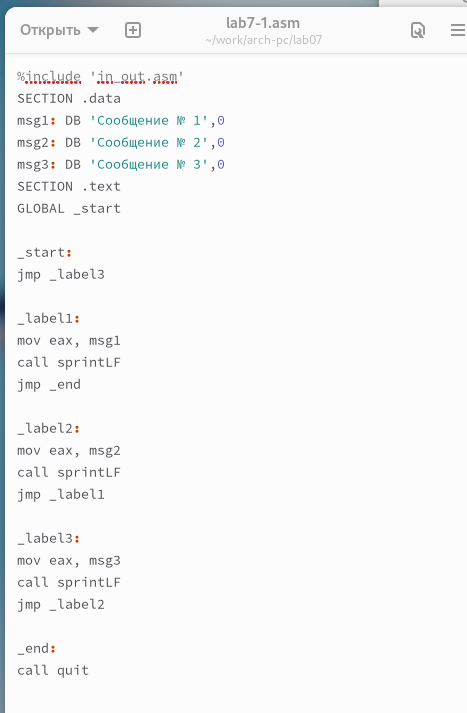 Открыть
lab7-1.asm
~/work/arch-pc/lab07
%include 'in_out.asm'
SECTION .data
msg1: DB 'Сообщение № 1',0
msg2: DB 'Сообщение № 2',0
msg3: DB 'Сообщение № 3',0
SECTION .text
GLOBAL _start

_start:
jmp _label3

_label1:
mov eax, msg1
call sprintLF
jmp _end

_label2:
mov eax, msg2
call sprintLF
jmp _label1

_label3:
mov eax, msg3
call sprintLF
jmp _label2

_end:
call quit